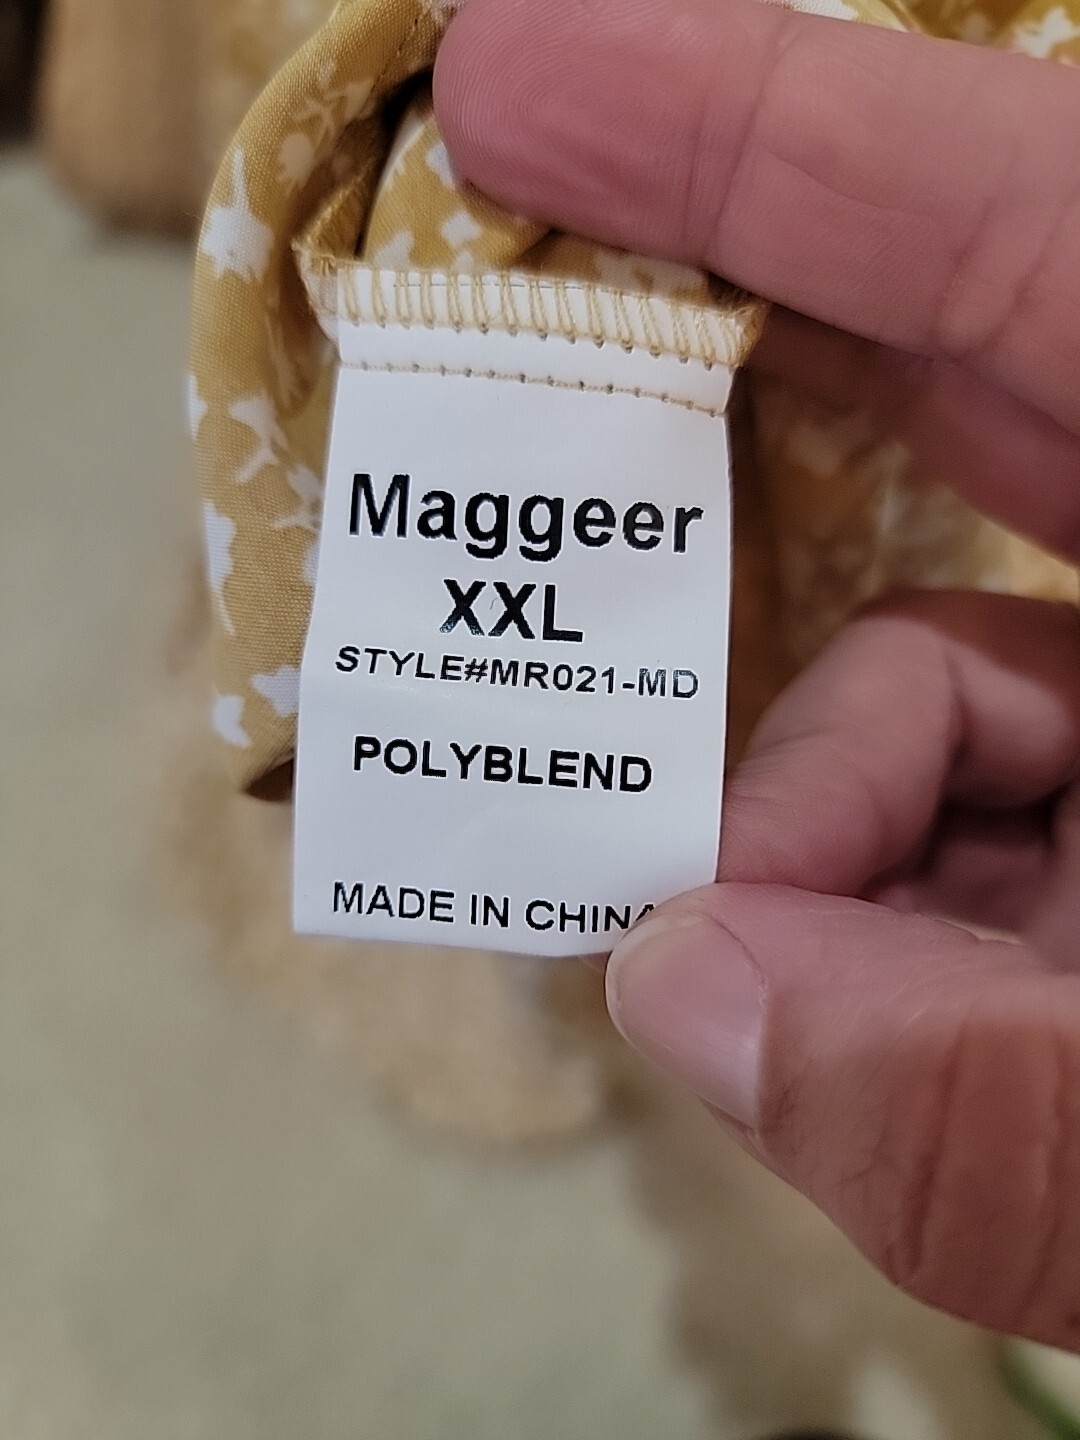 Maggeer
XXL
STYLE#MR021-MD
POLYBLEND
MADE IN CHINA